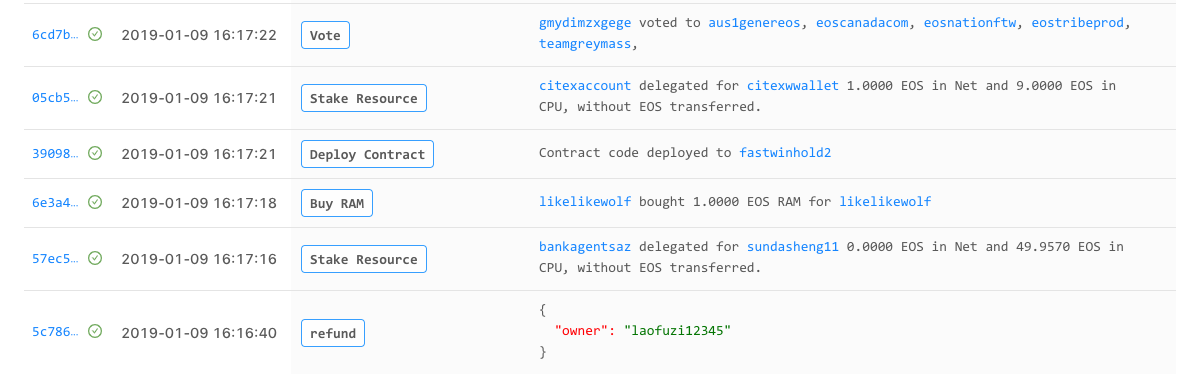 6cd7b… 2019-01-09 16:17:22 Vote gmydimzxgege voted to aus1genereos, eoscanadacom, eosnationftw, eostribeprod,
teamgreymass,
05cb5… 2019-01-09 16:17:21 Stake Resource citexaccount delegated for citexwwallet 1.0000 EOS in Net and 9.0000 EOS in
CPU, without EOS transferred.
39098… 2019-01-09 16:17:21 Deploy Contract Contract code deployed to fastwinhold2
6e3a4… 2019-01-09 16:17:18 Buy RAM likelikewolf bought 1.0000 EOS RAM for likelikewolf
57ec5… 2019-01-09 16:17:16 Stake Resource bankagentsaz delegated for sundasheng11 0.0000 EOS in Net and 49.9570 EOS in
CPU, without EOS transferred.
{
5c786… 2019-01-09 16:16:40 refund "owner": "laofuzi12345"
}